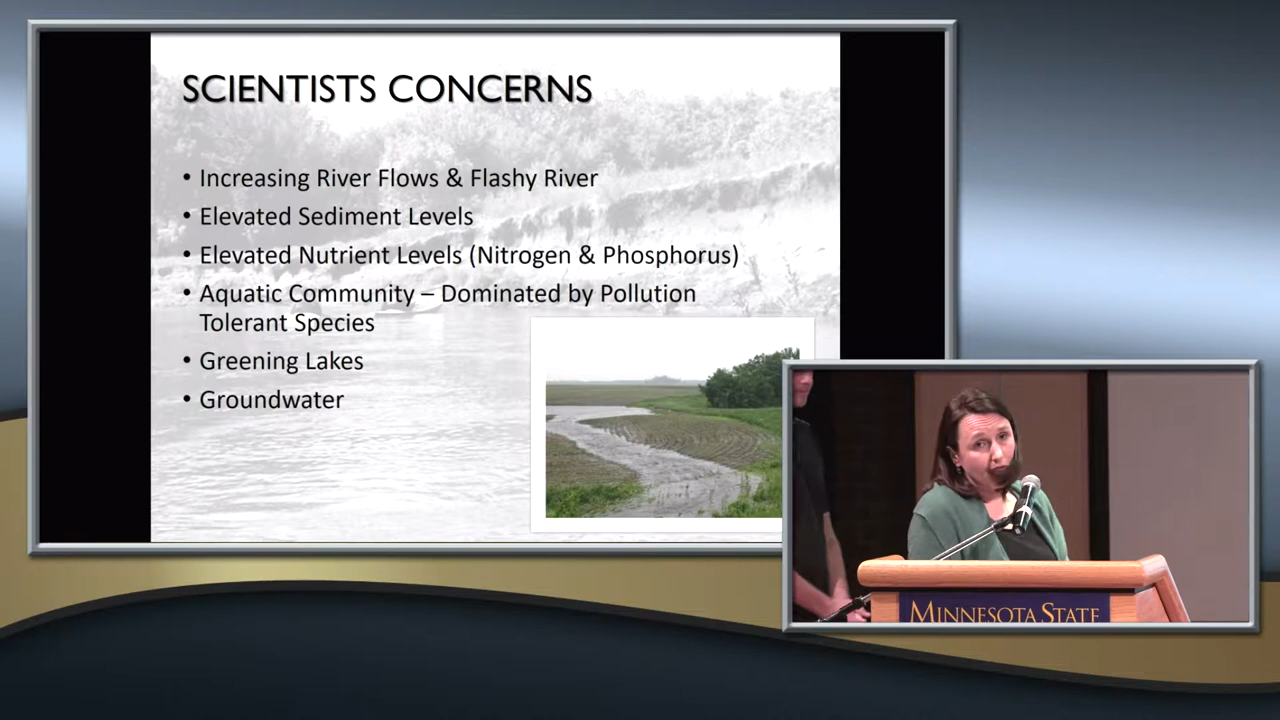 SCIENTISTS CONCERNS
• Increasing River Flows & Flashy River
• Elevated Sediment Levels
• Elevated Nutrient Levels (Nitrogen & Phosphorus)
• Aquatic Community – Dominated by Pollution
Tolerant Species
• Greening Lakes
• Groundwater
MINNESOTA STATE